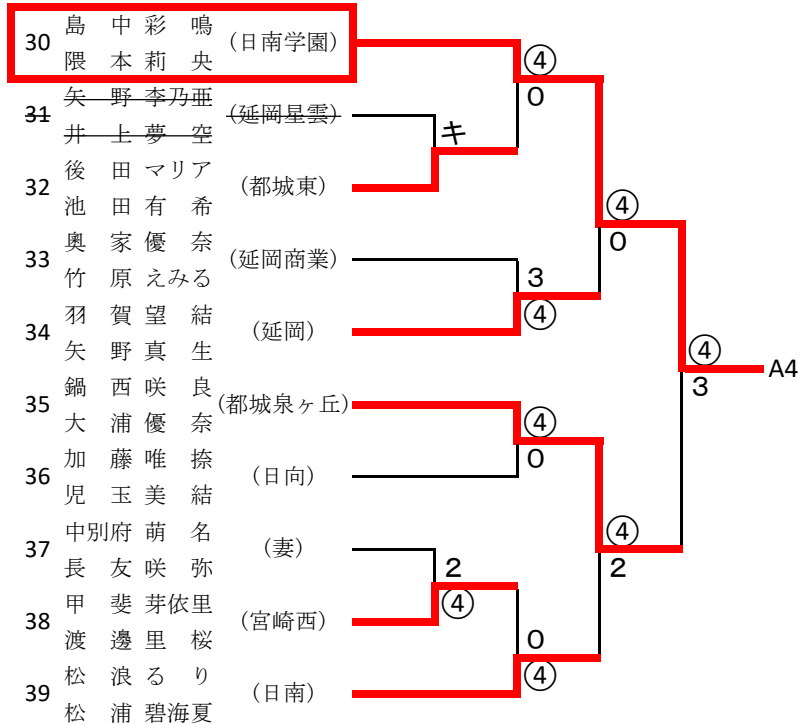 30 島中彩鳴 (日南学園)
隈本莉央
31 矢野李乃亜 (延岡星雲)
井上夢空
32 後田マリア (都城東)
池田有希
33 奥家優奈 (延岡商業)
竹原えみる
34 羽賀望結 (延岡)
矢野真生
35 鍋西咲良 (都城泉ヶ丘)
大浦優奈
36 加藤唯捺 (日向)
児玉美結
37 中別府萌名 (妻)
長友咲弥
38 甲斐芽依里 (宮崎西)
渡邊里桜
39 松浪るり (日南)
松浦碧海夏
④
0
キ
3
④
④
0
2
④
0
④
④
0
④
2
④
3
A4